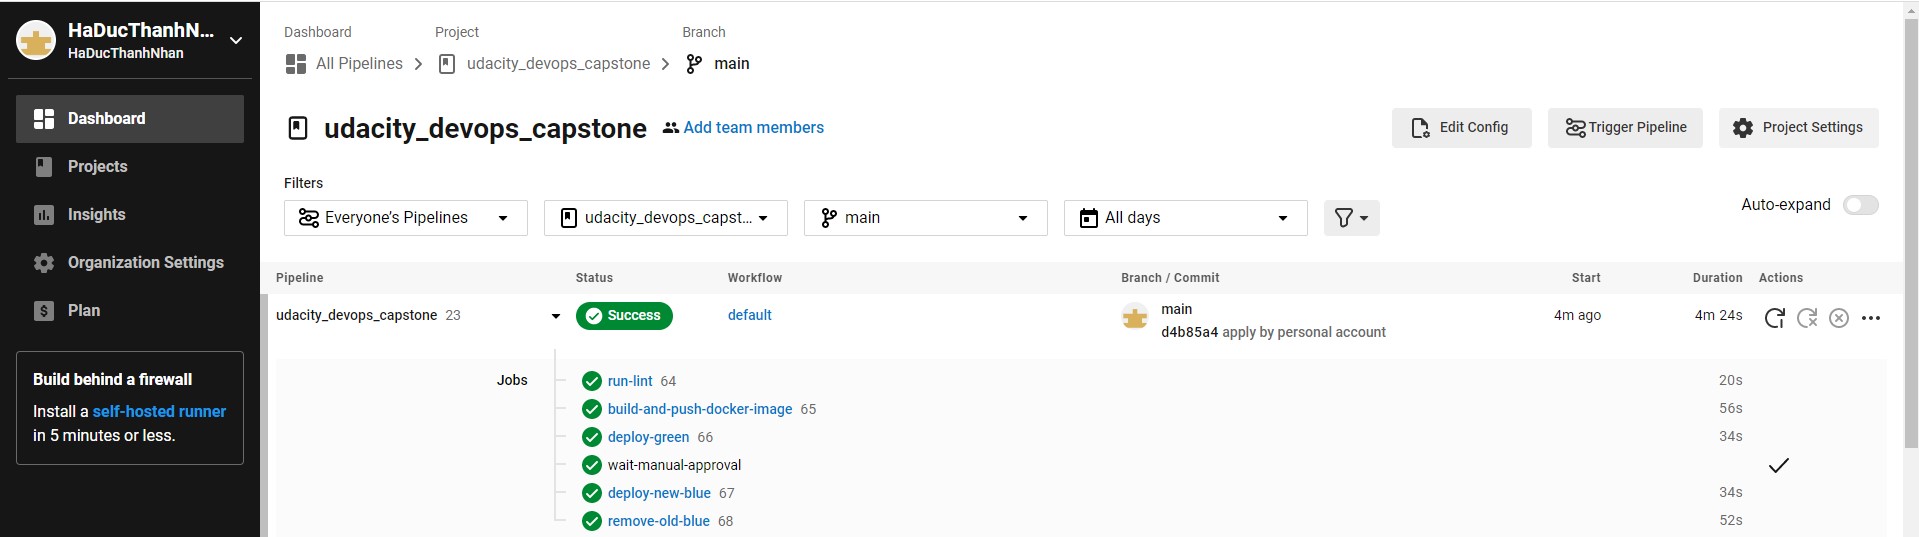 HaDucThanhN...
HaDucThanhNhan
Dashboard
Projects
Insights
Organization Settings
Plan
Build behind a firewall
Install a self-hosted runner
in 5 minutes or less.
Dashboard Project Branch
All Pipelines udacity_devops_capstone main
udacity_devops_capstone Add team members Edit Config Trigger Pipeline Project Settings
Filters
Everyone's Pipelines udacity_devops_capst... main All days Auto-expand
Pipeline Status Workflow Branch / Commit Start Duration Actions
udacity_devops_capstone 23 Success default main 4m ago 4m 24s
d4b85a4 apply by personal account
Jobs run-lint 64 20s
build-and-push-docker-image 65 56s
deploy-green 66 34s
wait-manual-approval
deploy-new-blue 67 34s
remove-old-blue 68 52s